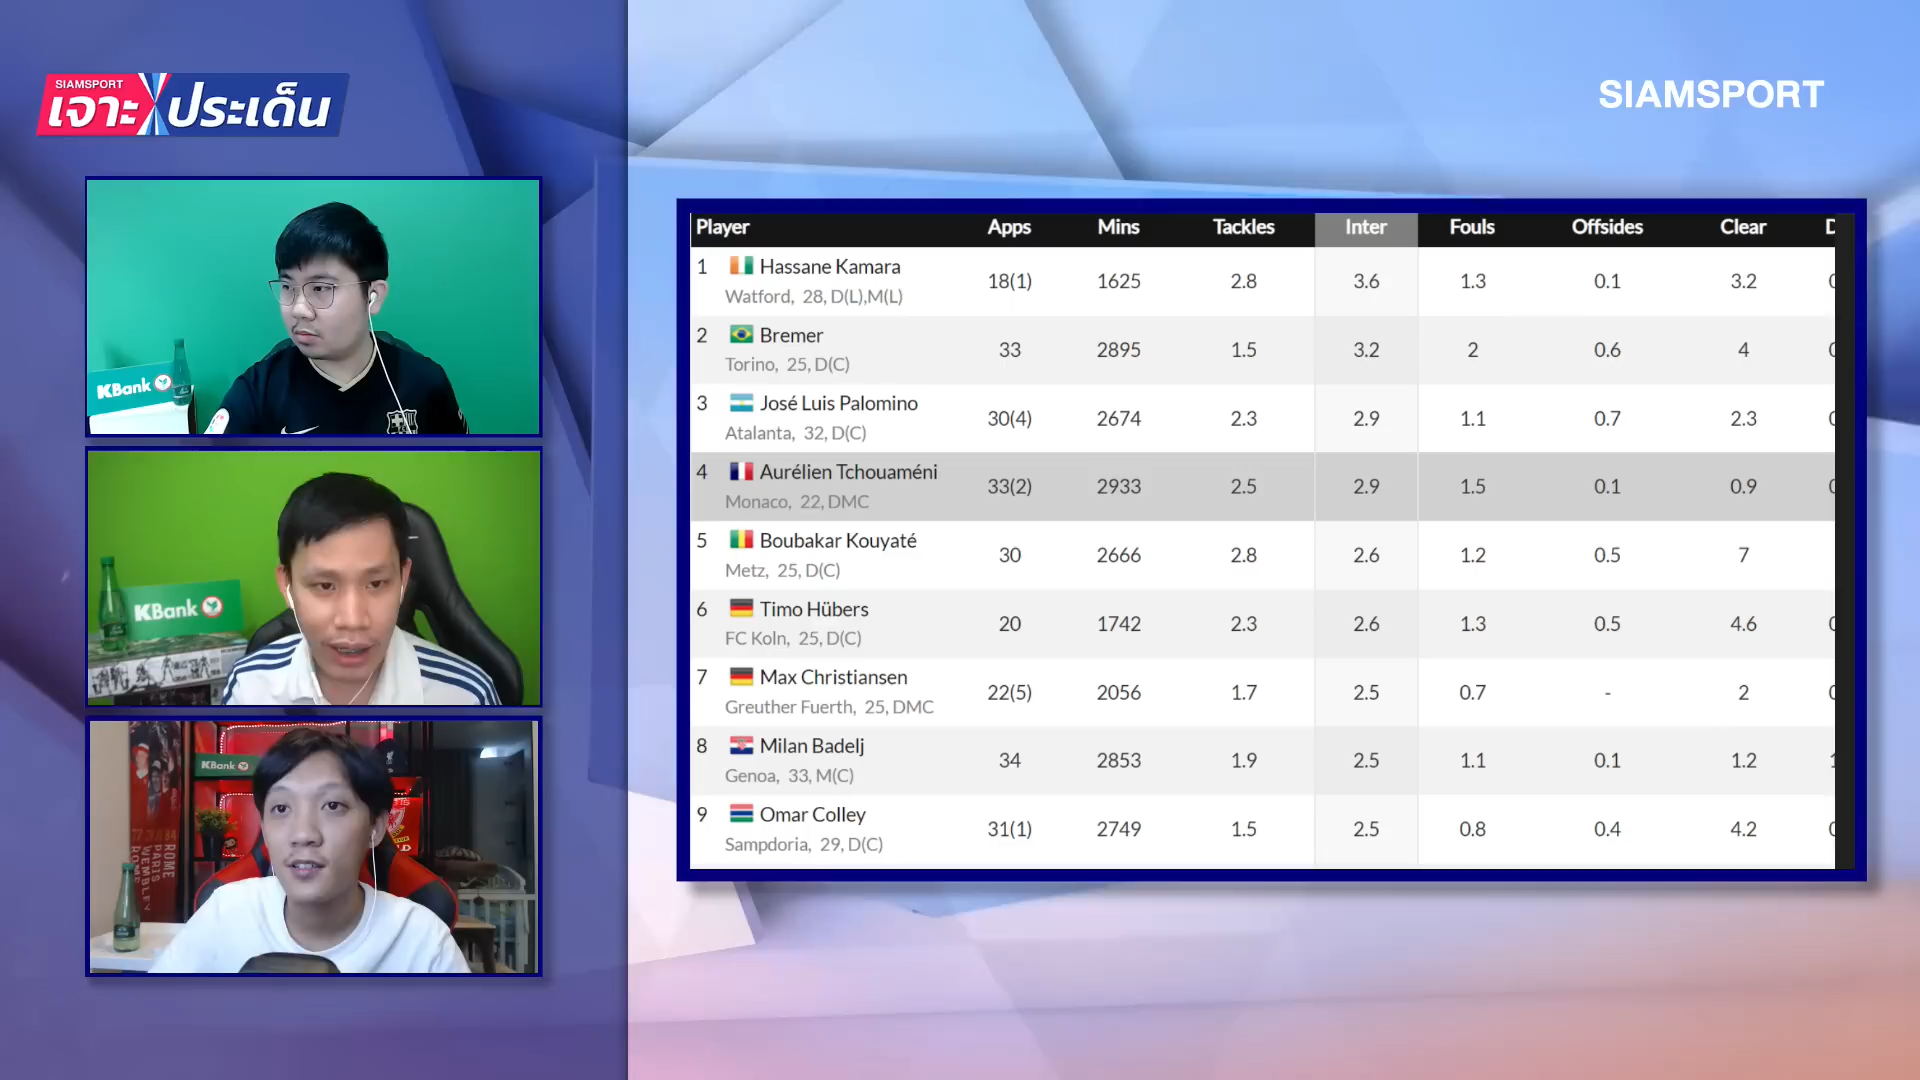 SIAMSPORT
เจาะ ประเด็น
SIAMSPORT
KBank
KBank
KBank
ROME
PARIS
WEMBLEY
ROME
Player Apps Mins Tackles Inter Fouls Offsides Clear
1 Hassane Kamara 18(1) 1625 2.8 3.6 1.3 0.1 3.2
Watford, 28, D(L),M(L)
2 Bremer 33 2895 1.5 3.2 2 0.6 4
Torino, 25, D(C)
3 José Luis Palomino 30(4) 2674 2.3 2.9 1.1 0.7 2.3
Atalanta, 32, D(C)
4 Aurélien Tchouaméni 33(2) 2933 2.5 2.9 1.5 0.1 0.9
Monaco, 22, DMC
5 Boubakar Kouyaté 30 2666 2.8 2.6 1.2 0.5 7
Metz, 25, D(C)
6 Timo Hübers 20 1742 2.3 2.6 1.3 0.5 4.6
FC Koln, 25, D(C)
7 Max Christiansen 22(5) 2056 1.7 2.5 0.7 - 2
Greuther Fuerth, 25, DMC
8 Milan Badelj 34 2853 1.9 2.5 1.1 0.1 1.2
Genoa, 33, M(C)
9 Omar Colley 31(1) 2749 1.5 2.5 0.8 0.4 4.2
Sampdoria, 29, D(C)